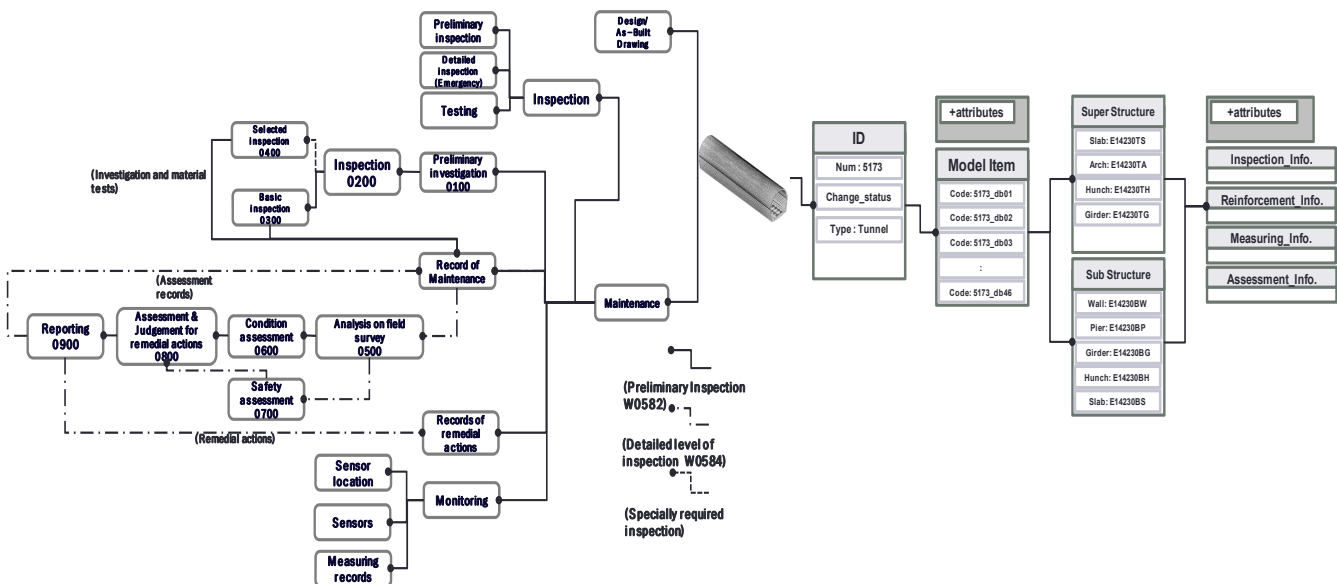 Preliminary
inspection
Detailed
Inspection
(Emergency)
Testing
Inspection
Design/
As-Built
Drawing
Selected
inspection
0400
(Investigation and material
tests)
Basic
inspection
0300
Inspection
0200
Preliminary
investigation
0100
Record of
Maintenance
(Assessment
records)
Reporting
0900
Assessment &
Judgement for
remedial actions
0800
Condition
assessment
0600
Analysis on field
survey
0500
Safety
assessment
0700
(Remedial actions)
Records of
remedial
actions
Sensor
location
Sensors
Measuring
records
Monitoring
Maintenance
(Preliminary Inspection
W0582)
(Detailed level of
inspection W0584)
(Specially required
inspection)
ID
Num : 5173
Change_status
Type : Tunnel
+attributes
Model Item
Code: 5173_db01
Code: 5173_db02
Code: 5173_db03
:
Code: 5173_db46
Super Structure
Slab: E14230TS
Arch: E14230TA
Hunch: E14230TH
Girder: E14230TG
Sub Structure
Wall: E14230BW
Pier: E14230BP
Girder: E14230BG
Hunch: E14230BH
Slab: E14230BS
+attributes
Inspection_Info.
Reinforcement_Info.
Measuring_Info.
Assessment_Info.